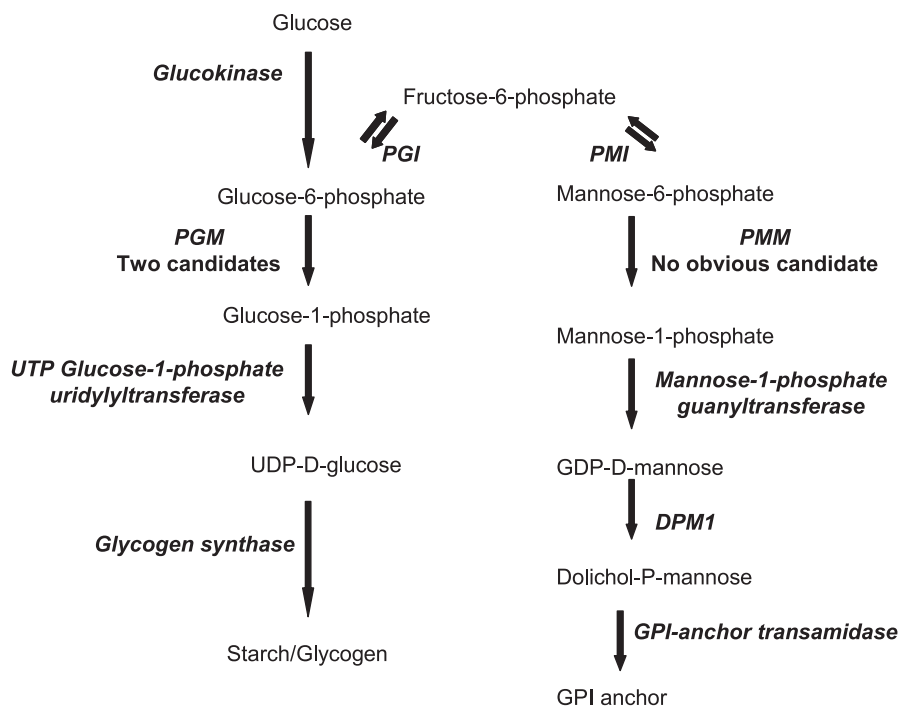 Glucose
Glucokinase
Fructose-6-phosphate
PGI
PMI
Glucose-6-phosphate
Mannose-6-phosphate
PGM
Two candidates
PMM
No obvious candidate
Glucose-1-phosphate
Mannose-1-phosphate
UTP Glucose-1-phosphate
uridylyltransferase
Mannose-1-phosphate
guanyltransferase
UDP-D-glucose
GDP-D-mannose
DPM1
Glycogen synthase
Dolichol-P-mannose
GPI-anchor transamidase
Starch/Glycogen
GPI anchor